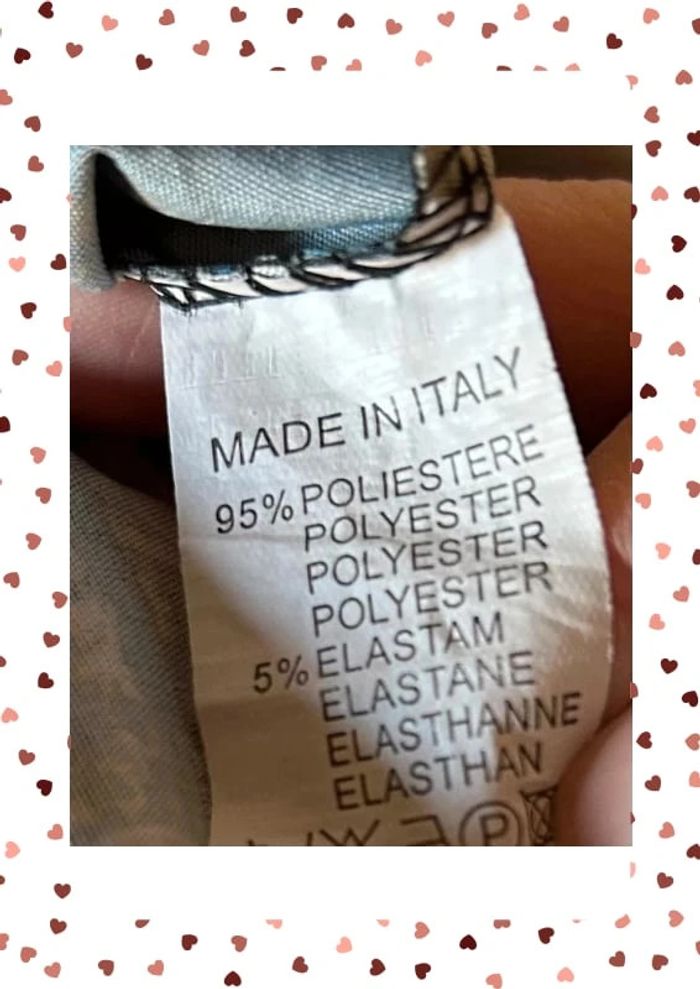 MADE IN ITALY
95% POLIESTERE
POLYESTER
POLYESTER
POLYESTER
5% ELASTAM
ELASTANE
ELASTHANNE
ELASTHAN
P